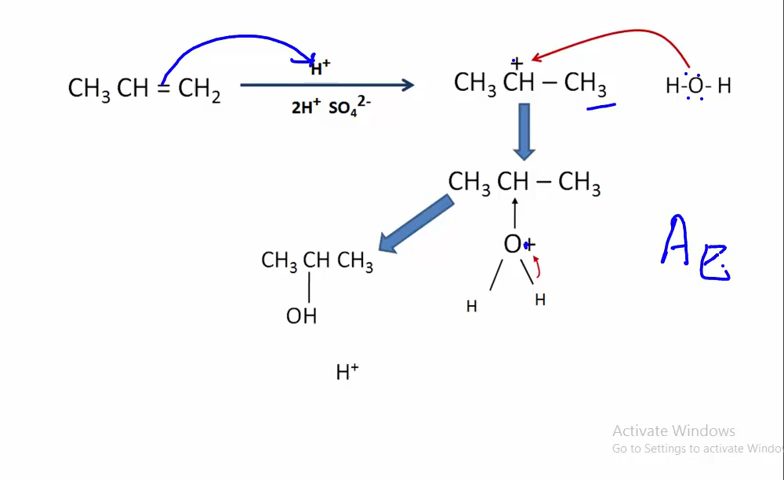 H⁺
CH₃ CH = CH₂
2H⁺ SO₄²⁻
+
CH₃ CH – CH₃
H-O-H
CH₃ CH – CH₃
O+
H H
A E
CH₃ CH CH₃
OH
H⁺
Activate Windows
Go to Settings to activate Windo